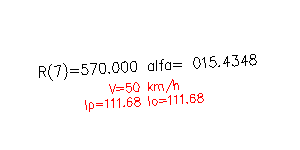 R(7)=570.000 alfa= 015.4348
V=50 km/h
lp=111.68 lo=111.68